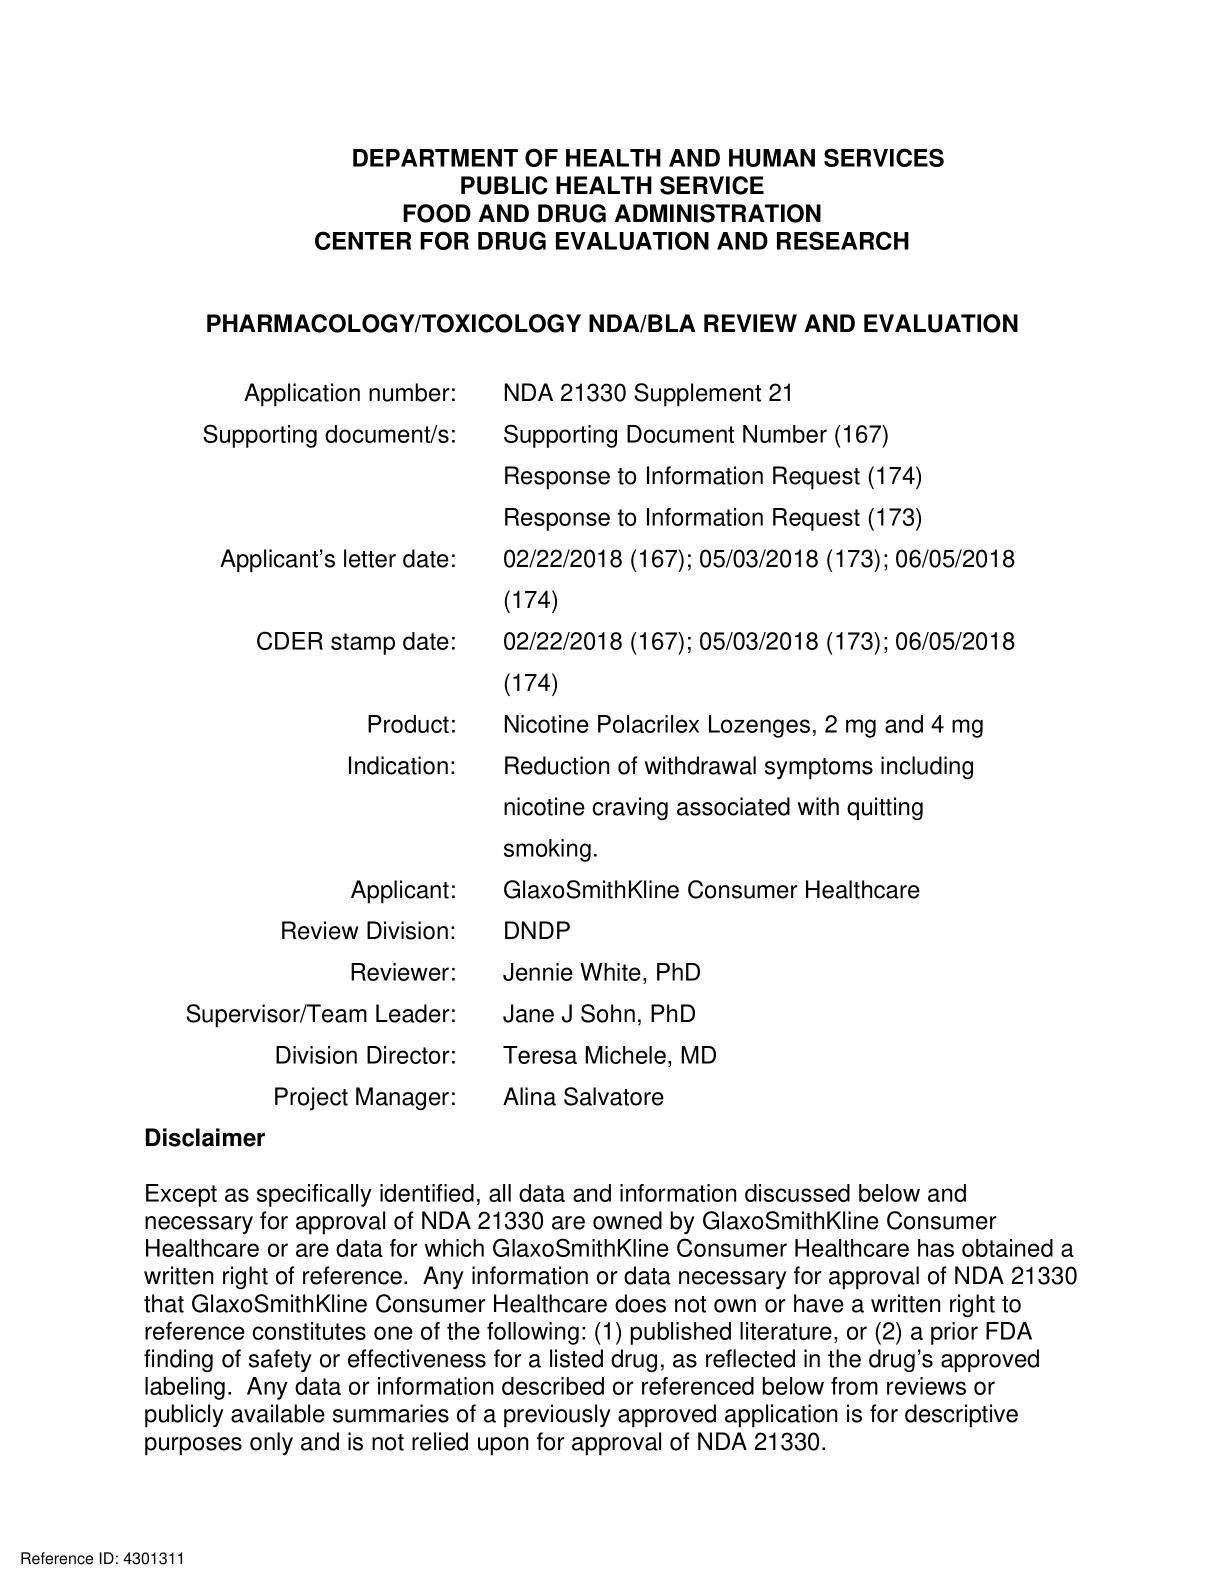 DEPARTMENT OF HEALTH AND HUMAN SERVICES
PUBLIC HEALTH SERVICE
FOOD AND DRUG ADMINISTRATION
CENTER FOR DRUG EVALUATION AND RESEARCH
PHARMACOLOGY/TOXICOLOGY NDA/BLA REVIEW AND EVALUATION
Application number: NDA 21330 Supplement 21
Supporting document/s: Supporting Document Number (167)
Response to Information Request (174)
Response to Information Request (173)
Applicant's letter date: 02/22/2018 (167); 05/03/2018 (173); 06/05/2018
(174)
CDER stamp date: 02/22/2018 (167); 05/03/2018 (173); 06/05/2018
(174)
Product: Nicotine Polacrilex Lozenges, 2 mg and 4 mg
Indication: Reduction of withdrawal symptoms including
nicotine craving associated with quitting
smoking.
Applicant: GlaxoSmithKline Consumer Healthcare
Review Division: DNDP
Reviewer: Jennie White, PhD
Supervisor/Team Leader: Jane J Sohn, PhD
Division Director: Teresa Michele, MD
Project Manager: Alina Salvatore
Disclaimer
Except as specifically identified, all data and information discussed below and
necessary for approval of NDA 21330 are owned by GlaxoSmithKline Consumer
Healthcare or are data for which GlaxoSmithKline Consumer Healthcare has obtained a
written right of reference.  Any information or data necessary for approval of NDA 21330
that GlaxoSmithKline Consumer Healthcare does not own or have a written right to
reference constitutes one of the following: (1) published literature, or (2) a prior FDA
finding of safety or effectiveness for a listed drug, as reflected in the drug's approved
labeling.  Any data or information described or referenced below from reviews or
publicly available summaries of a previously approved application is for descriptive
purposes only and is not relied upon for approval of NDA 21330.
Reference ID: 4301311